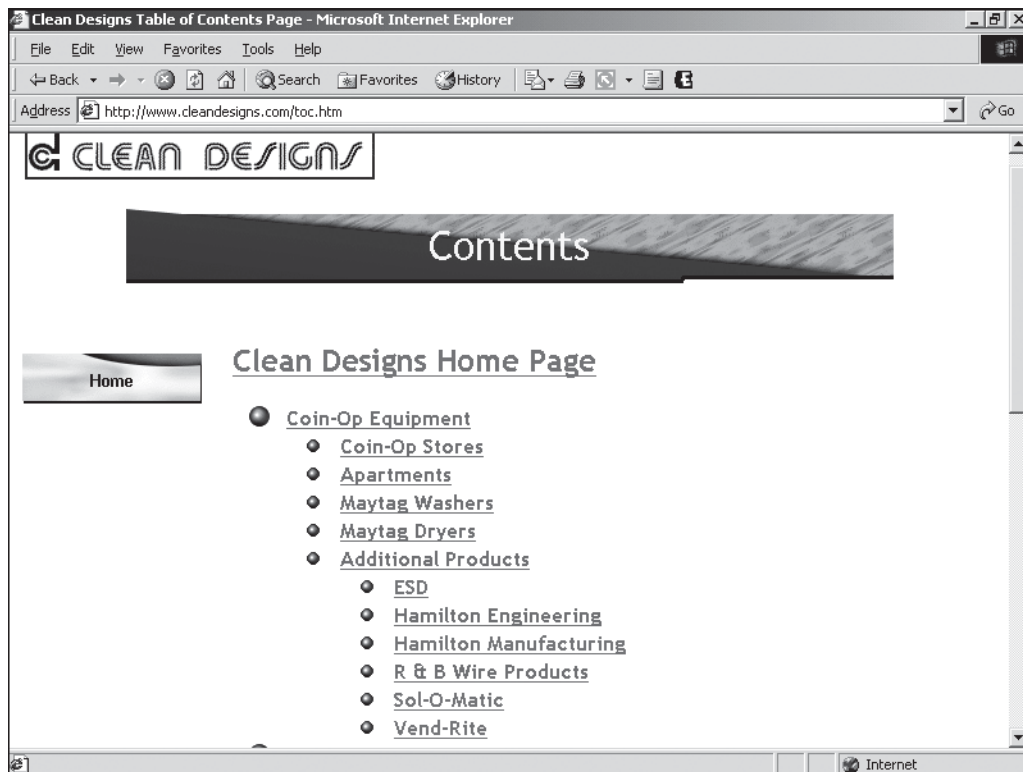 Clean Designs Table of Contents Page - Microsoft Internet Explorer
File Edit View Favorites Tools Help
Back Search Favorites History
Address http://www.cleandesigns.com/toc.htm Go
cd CLEAN DESIGNS
Contents
Home
Clean Designs Home Page
Coin-Op Equipment
Coin-Op Stores
Apartments
Maytag Washers
Maytag Dryers
Additional Products
ESD
Hamilton Engineering
Hamilton Manufacturing
R & B Wire Products
Sol-O-Matic
Vend-Rite
Internet